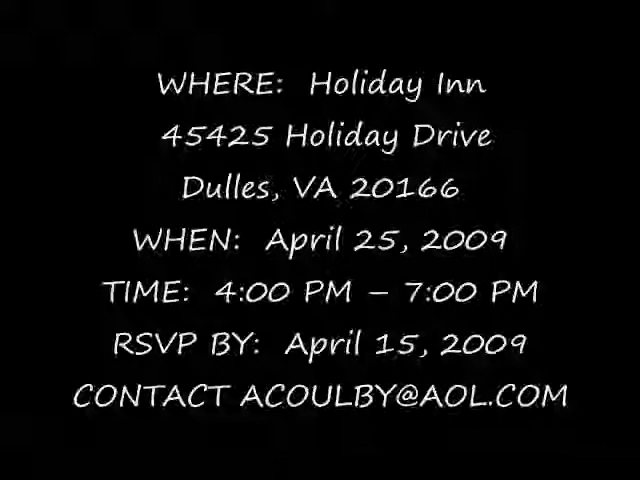 WHERE:  Holiday Inn
45425 Holiday Drive
Dulles, VA 20166
WHEN:  April 25, 2009
TIME:  4:00 PM – 7:00 PM
RSVP BY:  April 15, 2009
CONTACT ACOULBY@AOL.COM